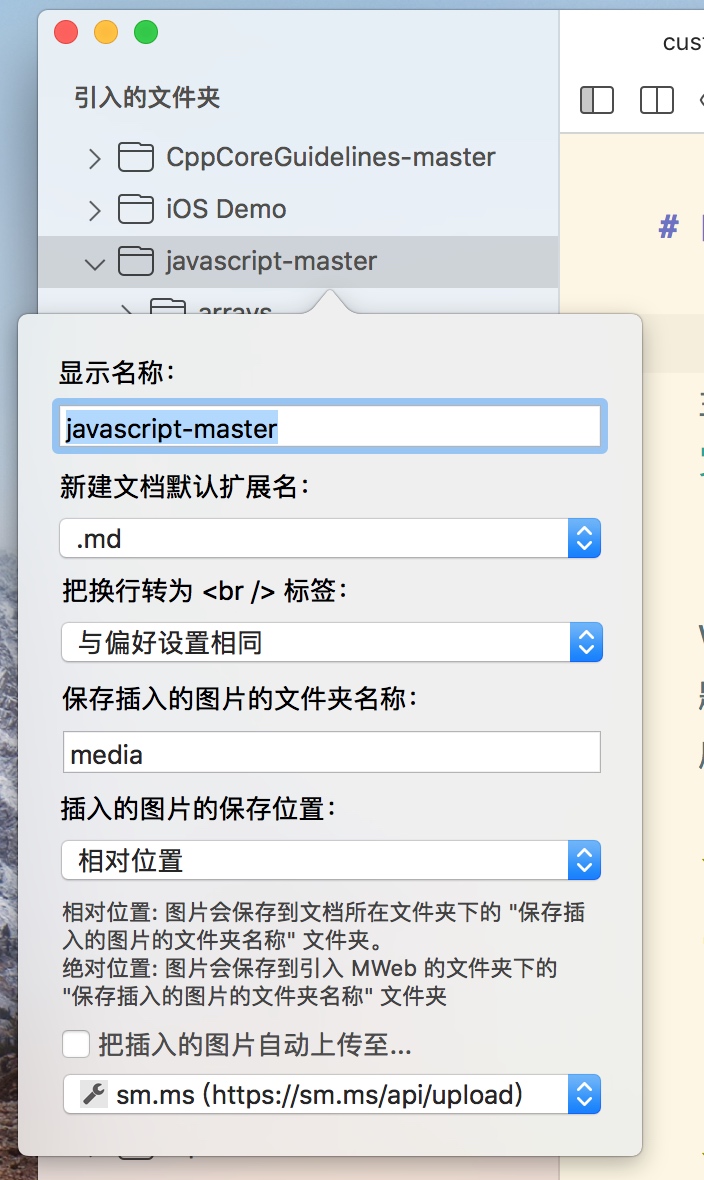 cus
引入的文件夹
CppCoreGuidelines-master
iOS Demo
#
javascript-master
arrays
显示名称：
javascript-master
新建文档默认扩展名：
.md
把换行转为 <br /> 标签：
与偏好设置相同
保存插入的图片的文件夹名称：
media
插入的图片的保存位置：
相对位置
相对位置: 图片会保存到文档所在文件夹下的 "保存插
入的图片的文件夹名称" 文件夹。
绝对位置: 图片会保存到引入 MWeb 的文件夹下的
"保存插入的图片的文件夹名称" 文件夹
把插入的图片自动上传至...
sm.ms (https://sm.ms/api/upload)